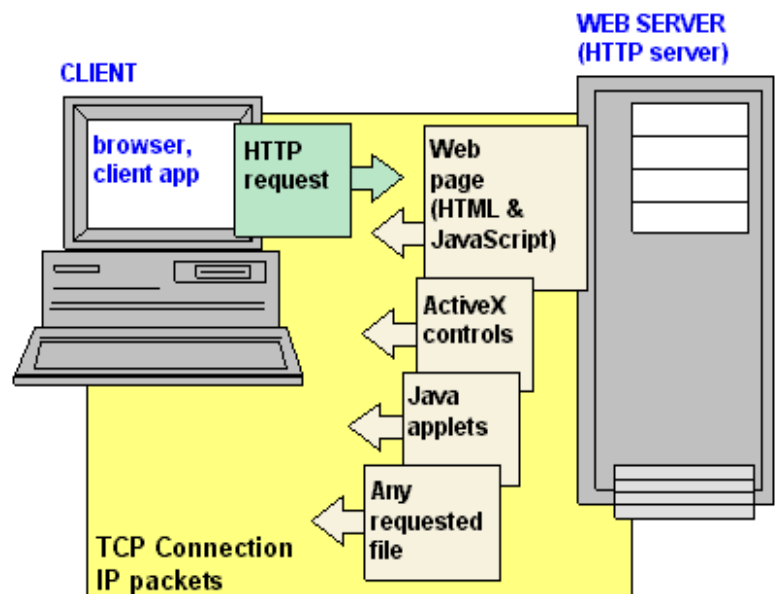 WEB SERVER
(HTTP server)
CLIENT
browser,
client app
HTTP
request
Web
page
(HTML &
JavaScript)
ActiveX
controls
Java
applets
Any
requested
file
TCP Connection
IP packets